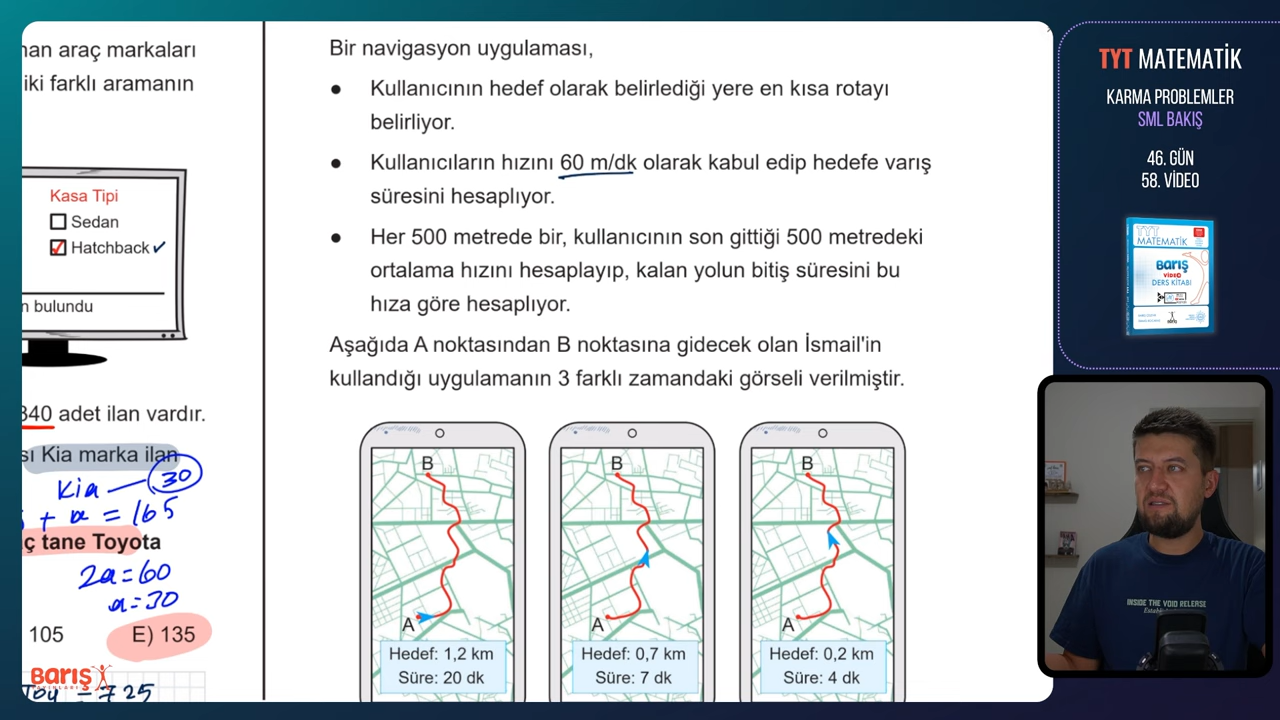 nan araç markaları
iki farklı aramanın
Kasa Tipi
Sedan
Hatchback
n bulundu
340 adet ilan vardır.
sı Kia marka ilan
Kia — 30
+ a = 165
ç tane Toyota
2a=60
a=30
105
E) 135
BARIŞ
Toy = 725
Bir navigasyon uygulaması,
● Kullanıcının hedef olarak belirlediği yere en kısa rotayı
belirliyor.
● Kullanıcıların hızını 60 m/dk olarak kabul edip hedefe varış
süresini hesaplıyor.
● Her 500 metrede bir, kullanıcının son gittiği 500 metredeki
ortalama hızını hesaplayıp, kalan yolun bitiş süresini bu
hıza göre hesaplıyor.
Aşağıda A noktasından B noktasına gidecek olan İsmail'in
kullandığı uygulamanın 3 farklı zamandaki görseli verilmiştir.
B
A
Hedef: 1,2 km
Süre: 20 dk
B
A
Hedef: 0,7 km
Süre: 7 dk
B
A
Hedef: 0,2 km
Süre: 4 dk
TYT MATEMATİK
KARMA PROBLEMLER
SML BAKIŞ
46. GÜN
58. VİDEO
TYT
MATEMATİK
BARIŞ
VİDEO
DERS KİTABI
INSIDE THE VOID RELEASE